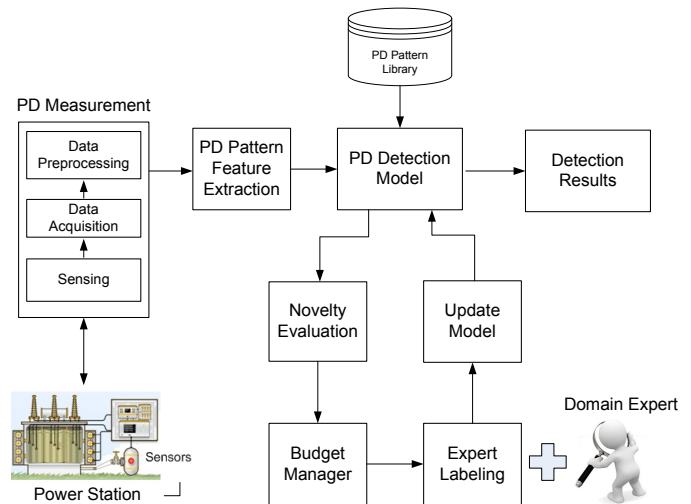 PD Pattern
Library
PD Measurement
Data
Preprocessing
Data
Acquisition
Sensing
PD Pattern
Feature
Extraction
PD Detection
Model
Detection
Results
Novelty
Evaluation
Update
Model
Budget
Manager
Expert
Labeling
Domain Expert
Sensors
Power Station